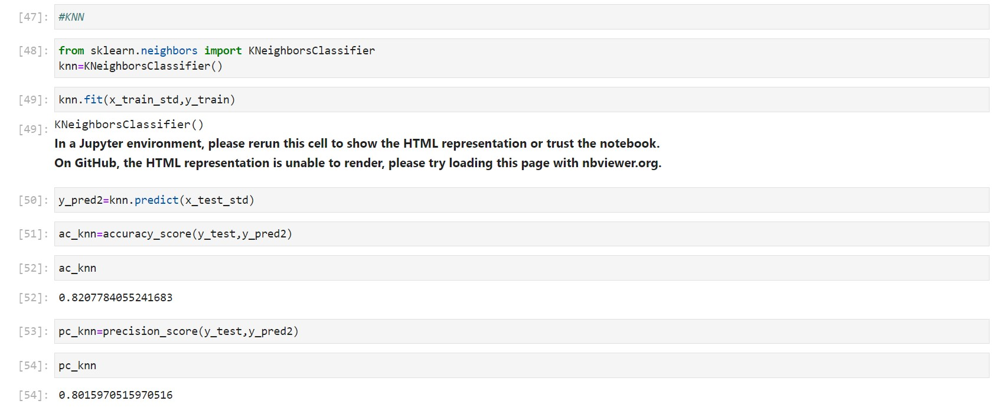 [47]: #KNN
[48]: from sklearn.neighbors import KNeighborsClassifier
knn=KNeighborsClassifier()
[49]: knn.fit(x_train_std,y_train)
[49]: KNeighborsClassifier()
In a Jupyter environment, please rerun this cell to show the HTML representation or trust the notebook.
On GitHub, the HTML representation is unable to render, please try loading this page with nbviewer.org.
[50]: y_pred2=knn.predict(x_test_std)
[51]: ac_knn=accuracy_score(y_test,y_pred2)
[52]: ac_knn
[52]: 0.8207784055241683
[53]: pc_knn=precision_score(y_test,y_pred2)
[54]: pc_knn
[54]: 0.8015970515970516